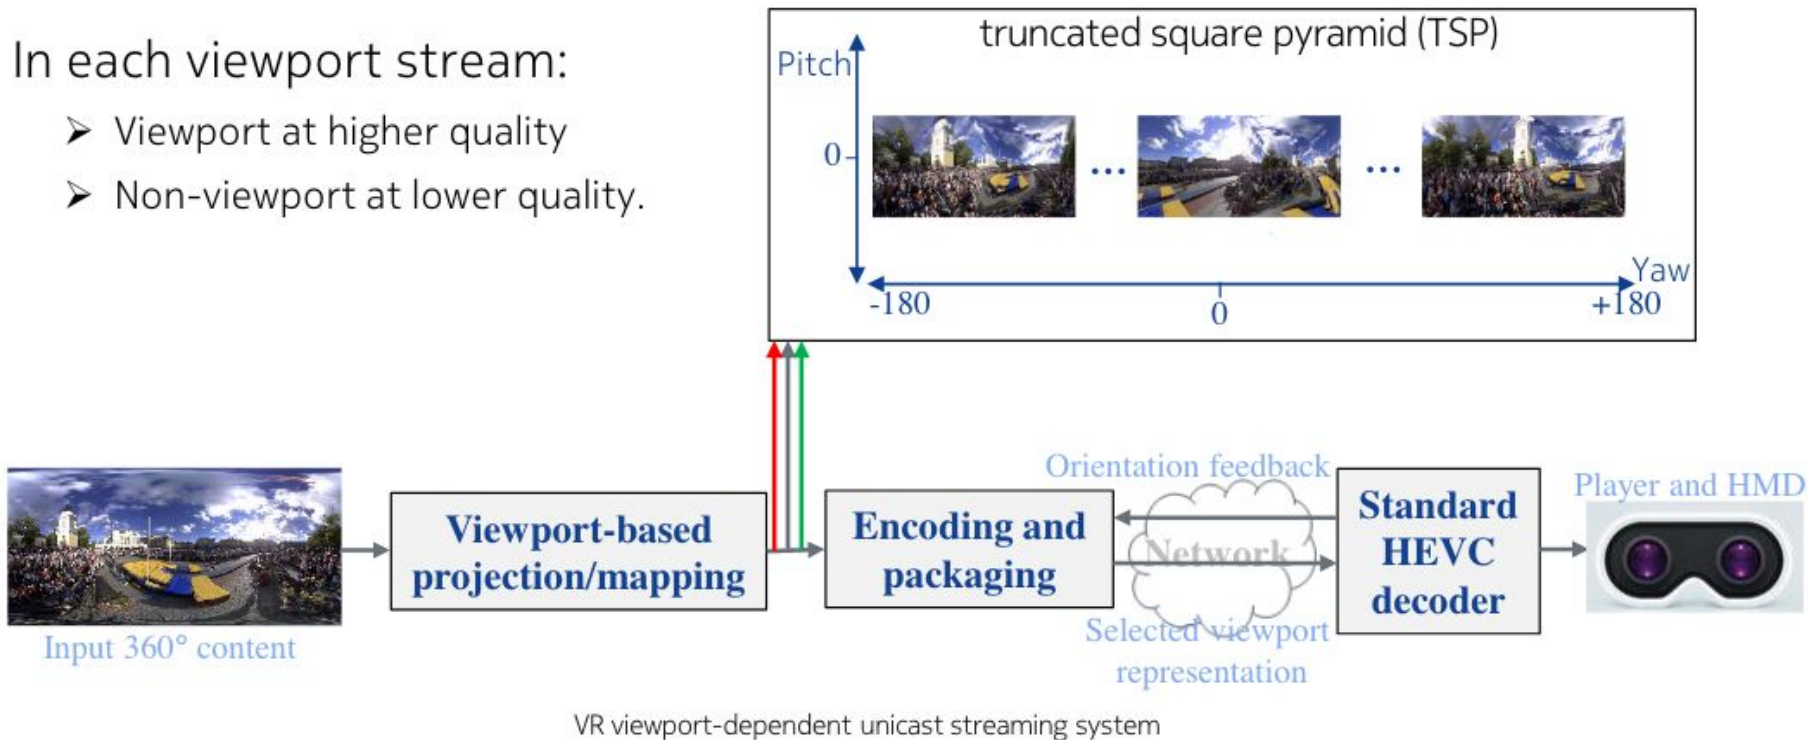 In each viewport stream:
➢ Viewport at higher quality
➢ Non-viewport at lower quality.
truncated square pyramid (TSP)
Pitch
0
...
...
Yaw
-180
0
+180
Input 360° content
Viewport-based
projection/mapping
Encoding and
packaging
Orientation feedback
Network
Selected viewport
representation
Standard
HEVC
decoder
Player and HMD
VR viewport-dependent unicast streaming system